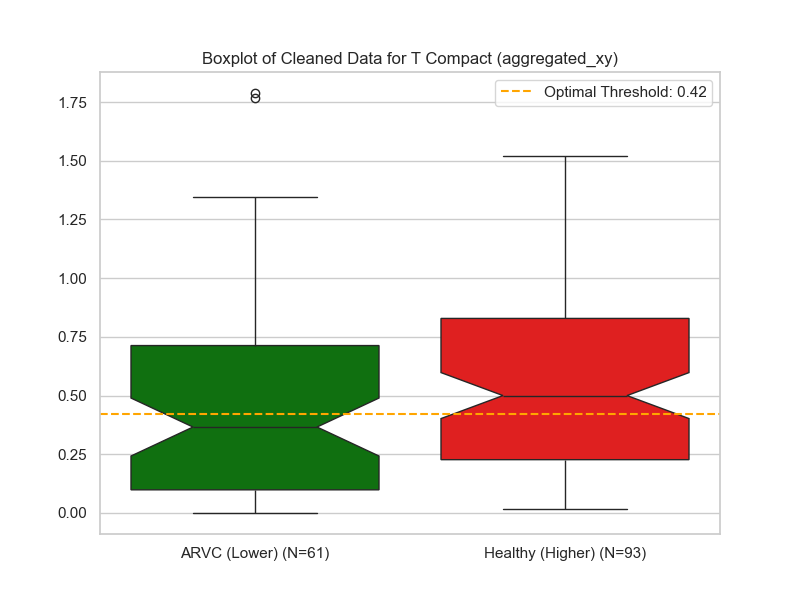 Boxplot of Cleaned Data for T Compact (aggregated_xy)
Optimal Threshold: 0.42
1.75
1.50
1.25
1.00
0.75
0.50
0.25
0.00
ARVC (Lower) (N=61)
Healthy (Higher) (N=93)